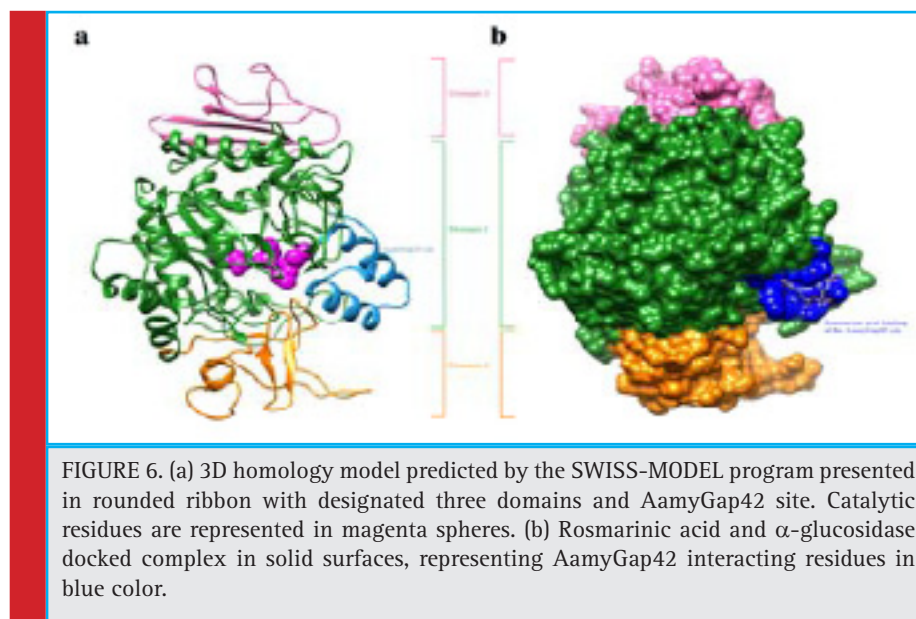 a
b
FIGURE 6. (a) 3D homology model predicted by the SWISS-MODEL program presented
in rounded ribbon with designated three domains and AamyGap42 site. Catalytic
residues are represented in magenta spheres. (b) Rosmarinic acid and α-glucosidase
docked complex in solid surfaces, representing AamyGap42 interacting residues in
blue color.